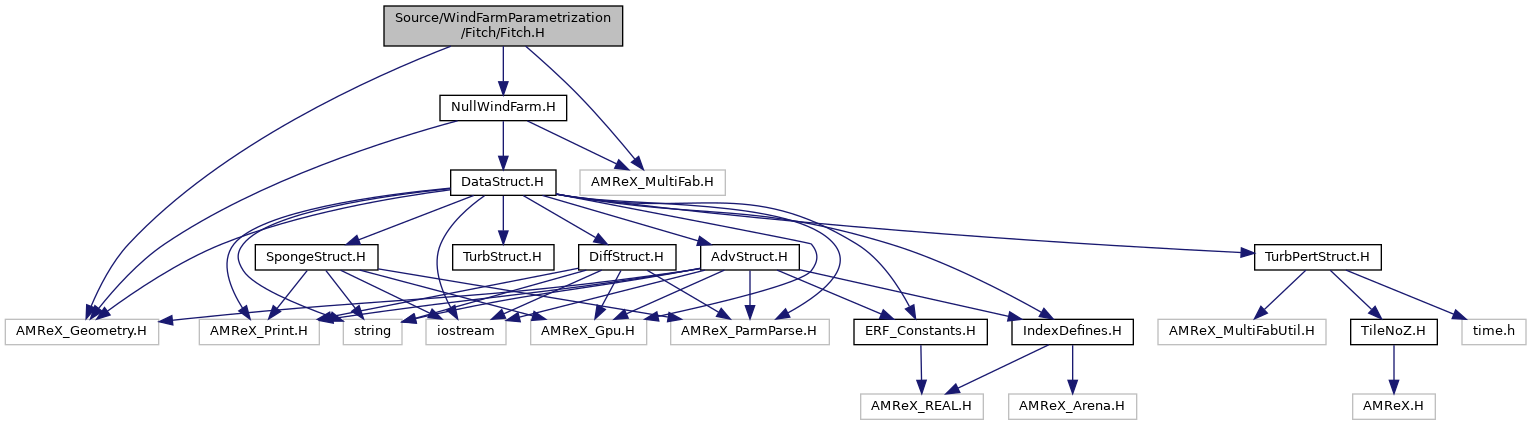 Source/WindFarmParametrization
/Fitch/Fitch.H
NullWindFarm.H
DataStruct.H
AMReX_MultiFab.H
SpongeStruct.H
TurbStruct.H
DiffStruct.H
AdvStruct.H
TurbPertStruct.H
AMReX_Geometry.H
AMReX_Print.H
string
iostream
AMReX_Gpu.H
AMReX_ParmParse.H
ERF_Constants.H
IndexDefines.H
AMReX_MultiFabUtil.H
TileNoZ.H
time.h
AMReX_REAL.H
AMReX_Arena.H
AMReX.H